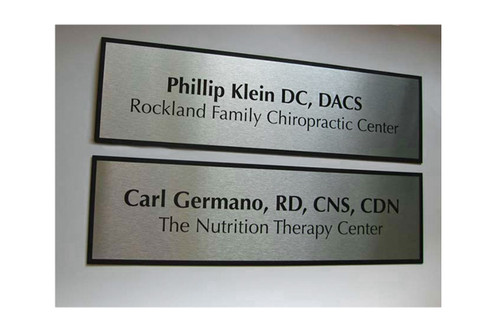 Phillip Klein DC, DACS
Rockland Family Chiropractic Center
Carl Germano, RD, CNS, CDN
The Nutrition Therapy Center